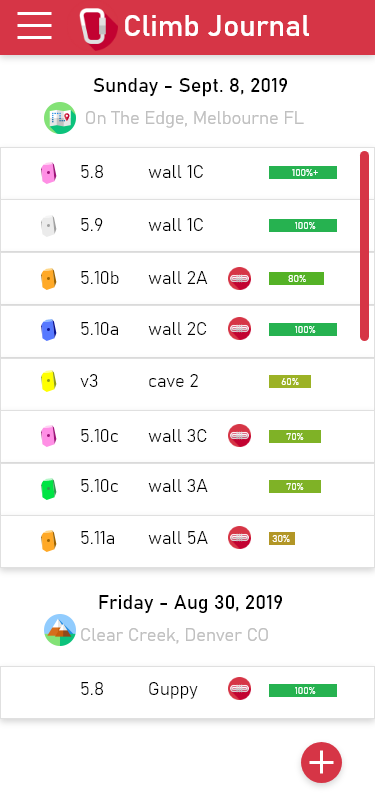 Climb Journal
Sunday - Sept. 8, 2019
On The Edge, Melbourne FL
5.8 wall 1C 100%+
5.9 wall 1C 100%
5.10b wall 2A 80%
5.10a wall 2C 100%
v3 cave 2 60%
5.10c wall 3C 70%
5.10c wall 3A 70%
5.11a wall 5A 30%
Friday - Aug 30, 2019
Clear Creek, Denver CO
5.8 Guppy 100%